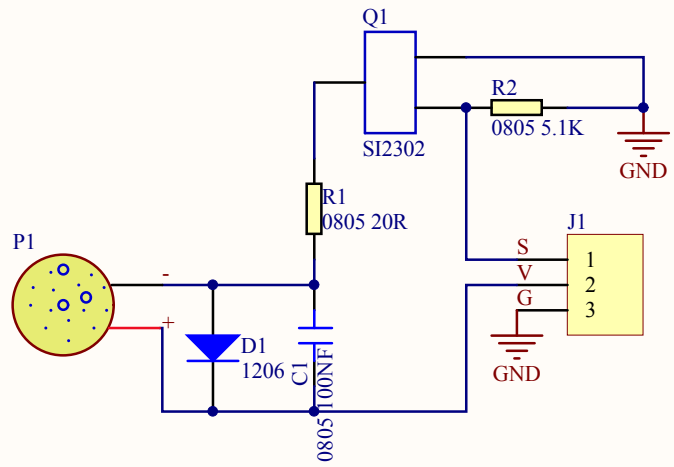 Q1
SI2302
R2
0805 5.1K
GND
R1
0805 20R
J1
S
V
G
1
2
3
GND
P1
-
+
D1
1206
C1
0805 100NF